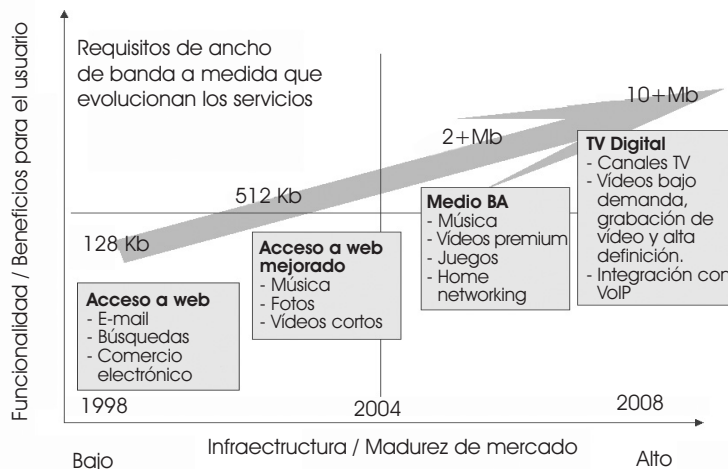 Funcionalidad / Beneficios para el usuario
Requisitos de ancho
de banda a medida que
evolucionan los servicios
128 Kb
512 Kb
2+Mb
10+Mb
Acceso a web
- E-mail
- Búsquedas
- Comercio
electrónico
Acceso a web
mejorado
- Música
- Fotos
- Vídeos cortos
Medio BA
- Música
- Vídeos premium
- Juegos
- Home
networking
TV Digital
- Canales TV
- Vídeos bajo
demanda,
grabación de
vídeo y alta
definición.
- Integración con
VoIP
1998
2004
2008
Bajo
Infraectructura / Madurez de mercado
Alto